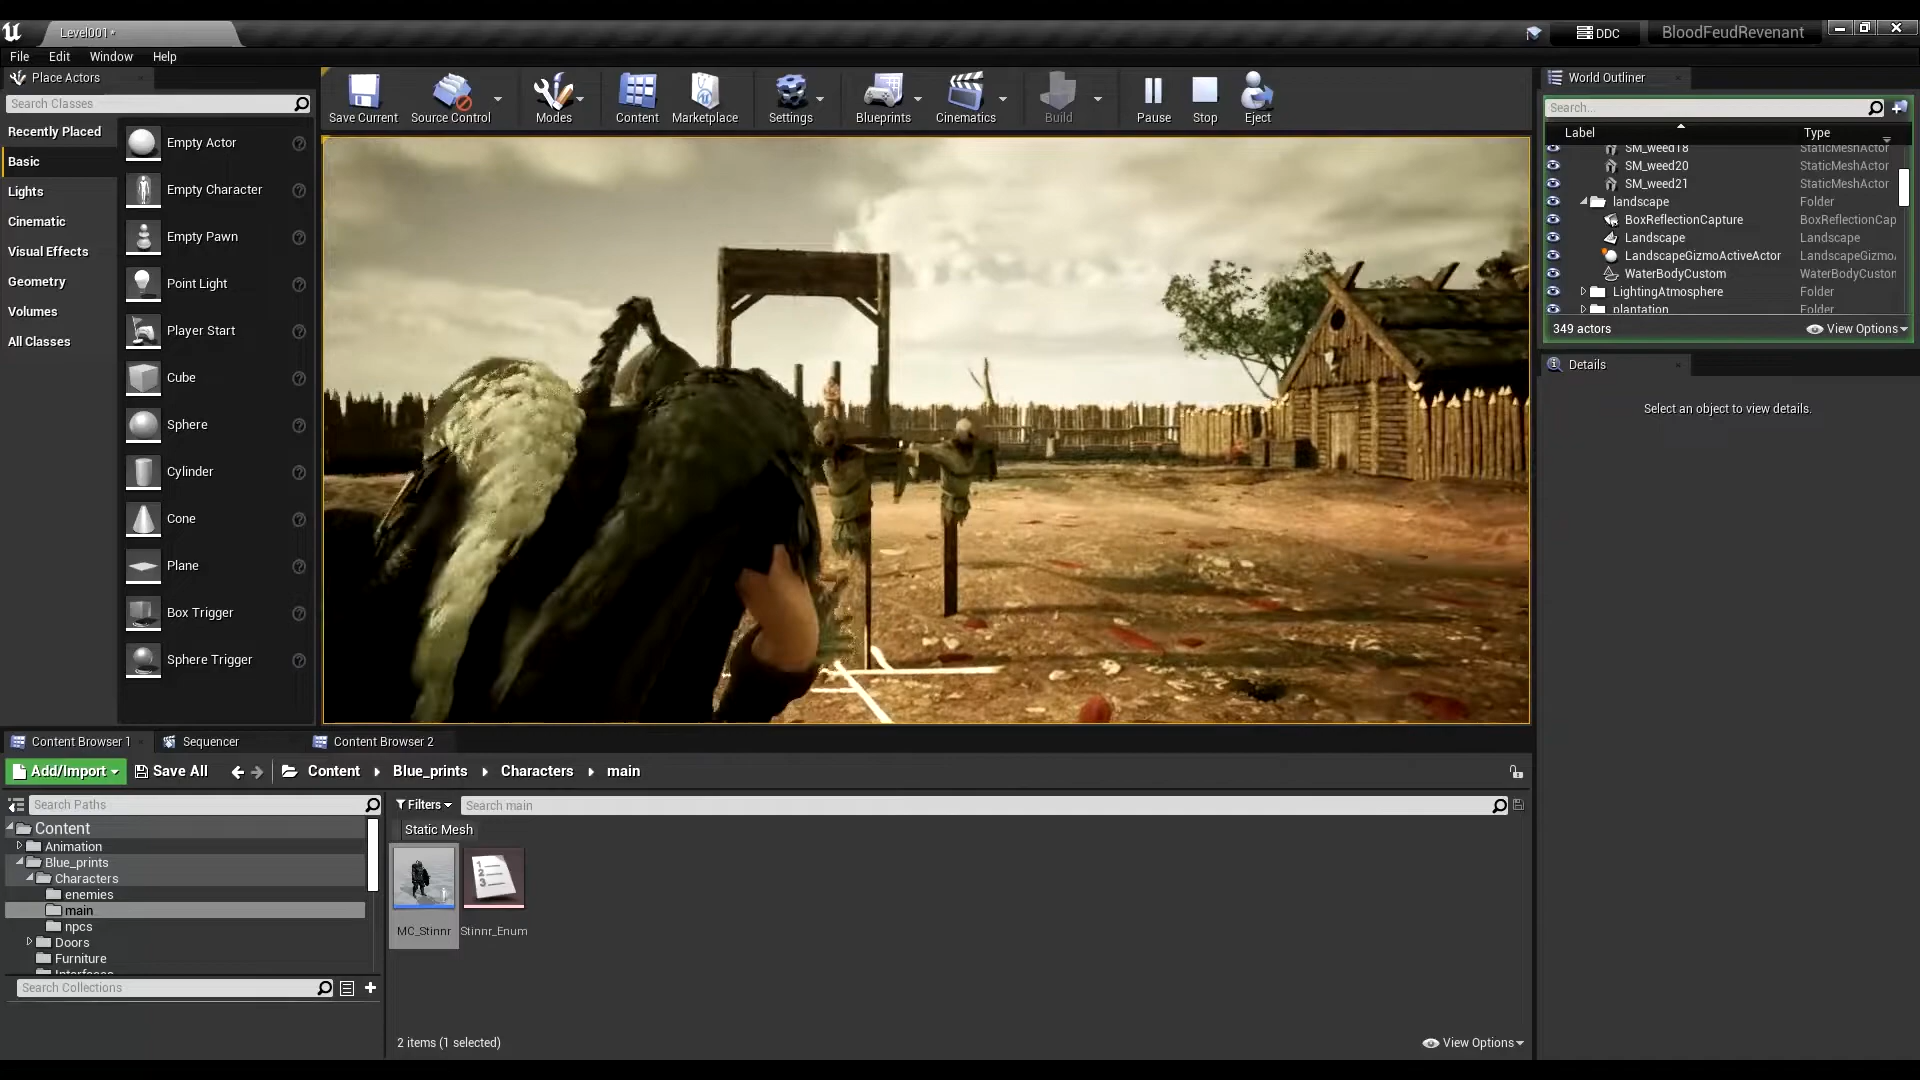 Level001*
DDC
BloodFeudRevenant
File Edit Window Help
Place Actors
Search Classes
Recently Placed
Basic
Lights
Cinematic
Visual Effects
Geometry
Volumes
All Classes
Empty Actor
Empty Character
Empty Pawn
Point Light
Player Start
Cube
Sphere
Cylinder
Cone
Plane
Box Trigger
Sphere Trigger
Save Current
Source Control
Modes
Content
Marketplace
Settings
Blueprints
Cinematics
Build
Pause
Stop
Eject
World Outliner
Search...
Label Type
SM_weed18 StaticMeshActor
SM_weed20 StaticMeshActor
SM_weed21 StaticMeshActor
landscape Folder
BoxReflectionCapture BoxReflectionCap
Landscape Landscape
LandscapeGizmoActiveActor LandscapeGizmo
WaterBodyCustom WaterBodyCustom
LightingAtmosphere Folder
plantation Folder
349 actors View Options
Details
Select an object to view details.
Content Browser 1 Sequencer Content Browser 2
Add/Import Save All Content Blue_prints Characters main
Search Paths
Content
Animation
Blue_prints
Characters
enemies
main
npcs
Doors
Furniture
Interfaces
Search Collections
Filters Search main
Static Mesh
MC_Stinnr Stinnr_Enum
2 items (1 selected) View Options